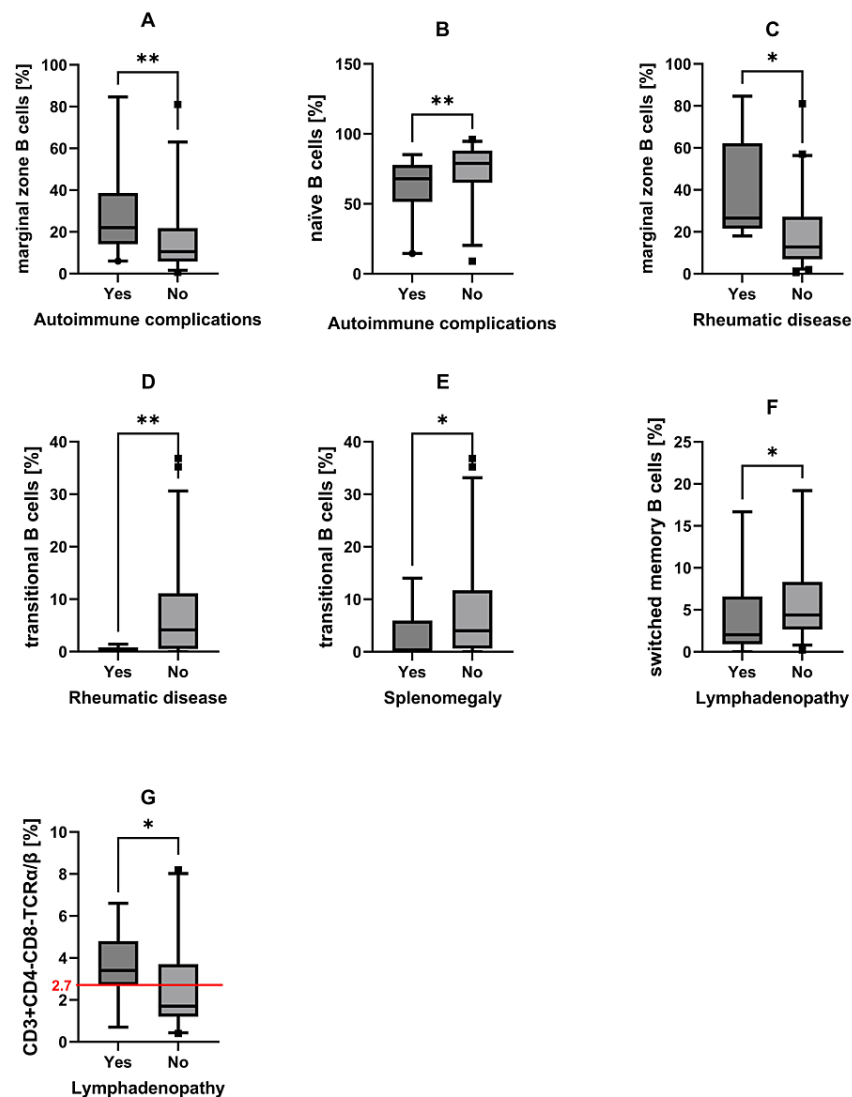 A
**
marginal zone B cells [%]
100
80
60
40
20
0
Yes No
Autoimmune complications
B
**
naïve B cells [%]
150
100
50
0
Yes No
Autoimmune complications
C
*
marginal zone B cells [%]
100
80
60
40
20
0
Yes No
Rheumatic disease
D
**
transitional B cells [%]
40
30
20
10
0
Yes No
Rheumatic disease
E
*
transitional B cells [%]
40
30
20
10
0
Yes No
Splenomegaly
F
*
switched memory B cells [%]
25
20
15
10
5
0
Yes No
Lymphadenopathy
G
*
CD3+CD4-CD8-TCRα/β [%]
10
8
6
4
2.7
2
0
Yes No
Lymphadenopathy